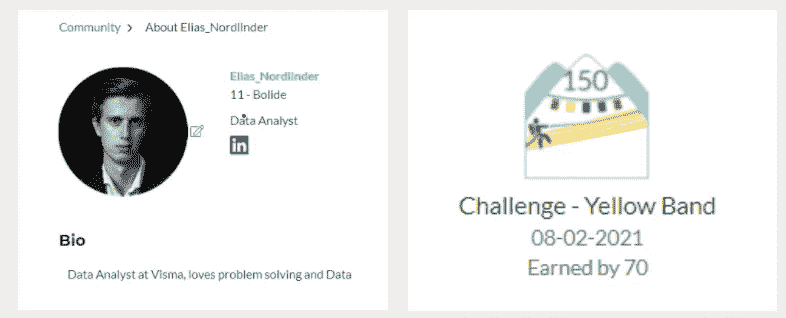 Community > About Elias_Nordlinder
Elias_Nordlinder
11 - Bolide
Data Analyst
in
Bio
Data Analyst at Visma, loves problem solving and Data
150
Challenge - Yellow Band
08-02-2021
Earned by 70